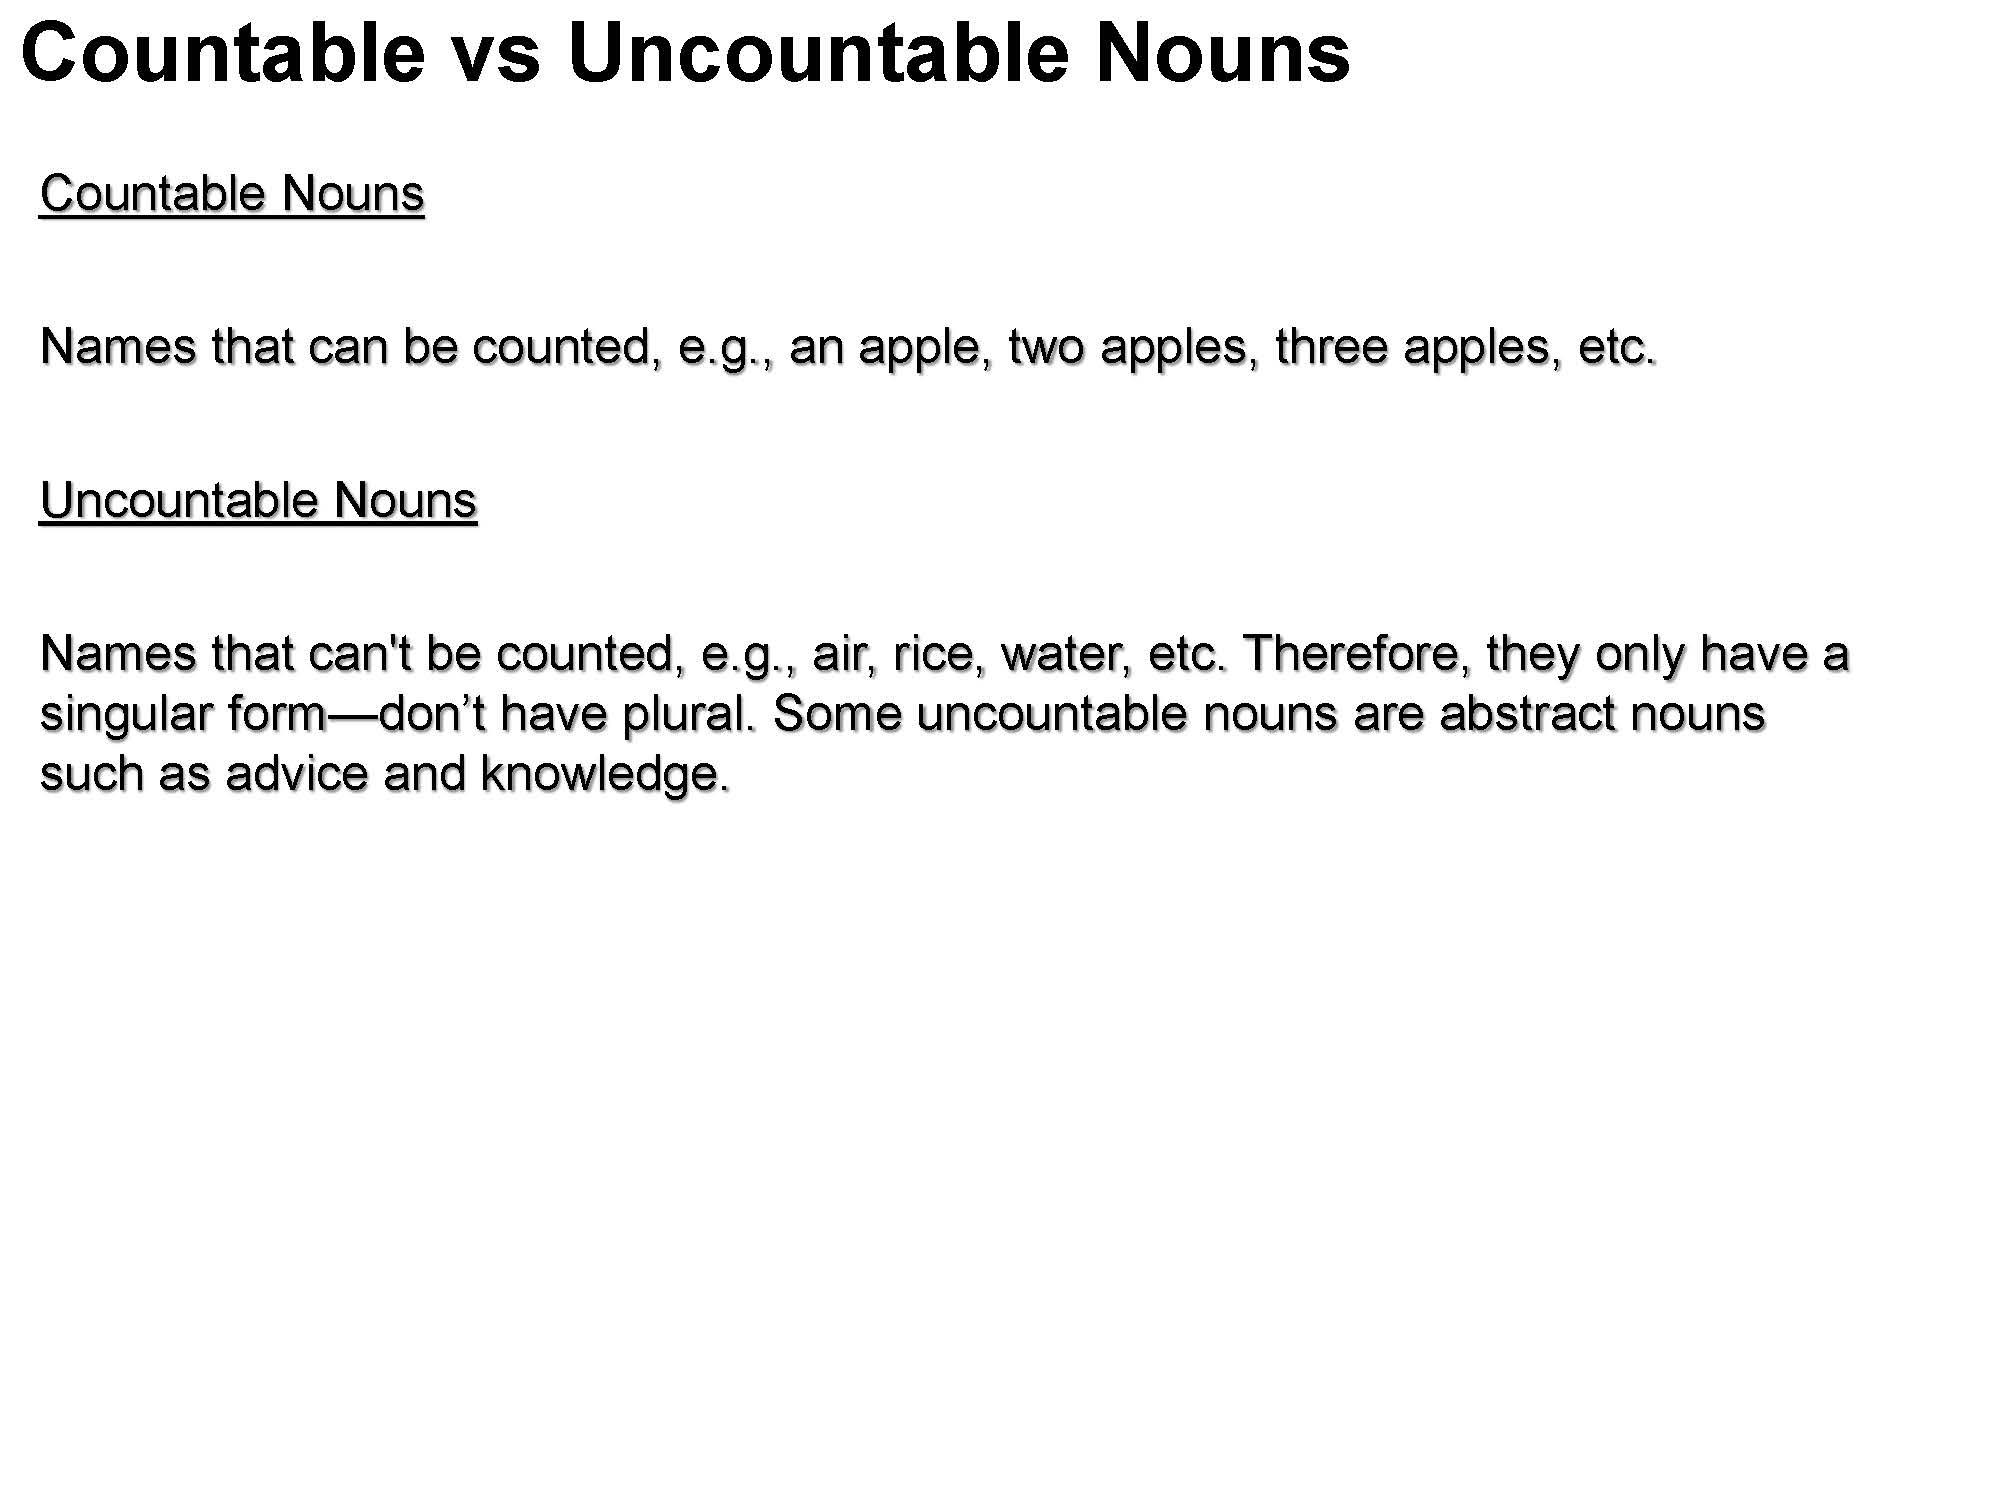 Countable vs Uncountable Nouns
Countable Nouns
Names that can be counted, e.g., an apple, two apples, three apples, etc.
Uncountable Nouns
Names that can't be counted, e.g., air, rice, water, etc. Therefore, they only have a
singular form—don’t have plural. Some uncountable nouns are abstract nouns
such as advice and knowledge.